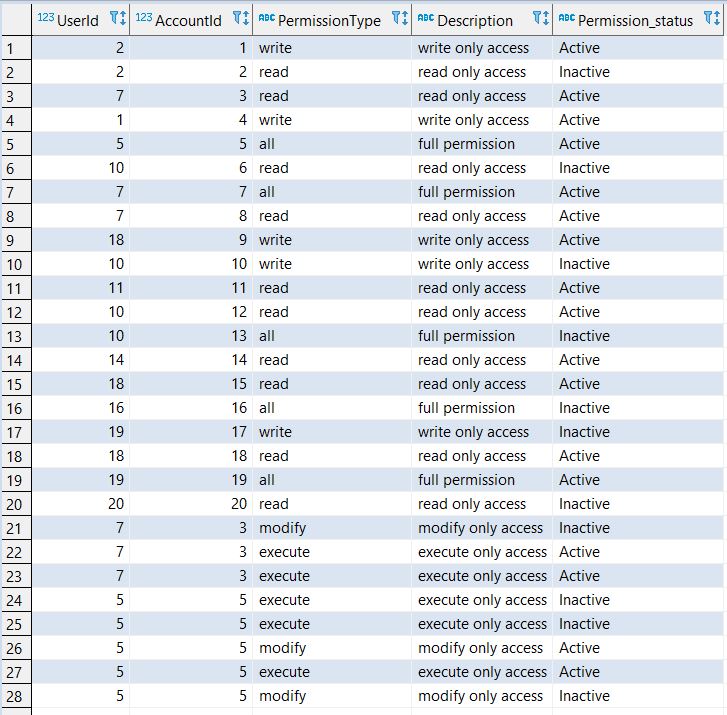 123 UserId 123 AccountId ABC PermissionType ABC Description ABC Permission_status
1 2 1 write write only access Active
2 2 2 read read only access Inactive
3 7 3 read read only access Active
4 1 4 write write only access Active
5 5 5 all full permission Active
6 10 6 read read only access Inactive
7 7 7 all full permission Active
8 7 8 read read only access Active
9 18 9 write write only access Active
10 10 10 write write only access Inactive
11 11 11 read read only access Active
12 10 12 read read only access Active
13 10 13 all full permission Inactive
14 14 14 read read only access Active
15 18 15 read read only access Active
16 16 16 all full permission Inactive
17 19 17 write write only access Inactive
18 18 18 read read only access Active
19 19 19 all full permission Active
20 20 20 read read only access Inactive
21 7 3 modify modify only access Inactive
22 7 3 execute execute only access Active
23 7 3 execute execute only access Active
24 5 5 execute execute only access Inactive
25 5 5 execute execute only access Inactive
26 5 5 modify modify only access Active
27 5 5 execute execute only access Active
28 5 5 modify modify only access Inactive